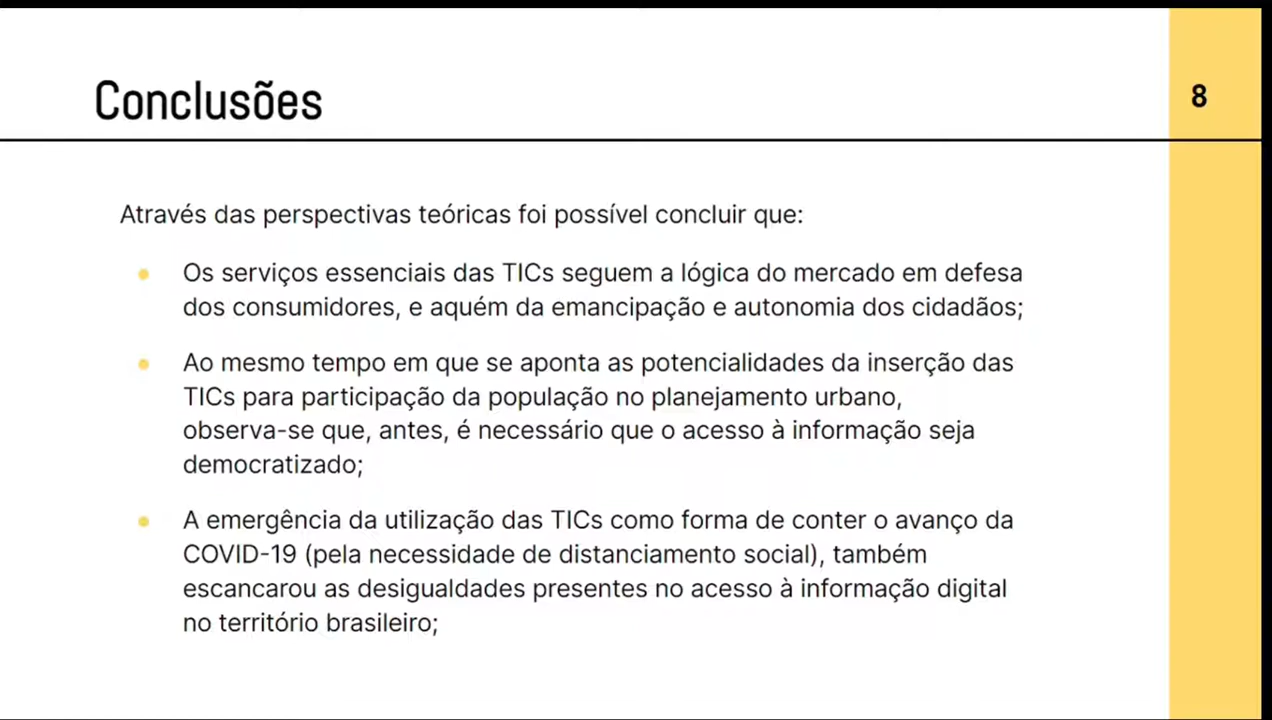 Conclusões
8
Através das perspectivas teóricas foi possível concluir que:
Os serviços essenciais das TICs seguem a lógica do mercado em defesa
dos consumidores, e aquém da emancipação e autonomia dos cidadãos;
Ao mesmo tempo em que se aponta as potencialidades da inserção das
TICs para participação da população no planejamento urbano,
observa-se que, antes, é necessário que o acesso à informação seja
democratizado;
A emergência da utilização das TICs como forma de conter o avanço da
COVID-19 (pela necessidade de distanciamento social), também
escancarou as desigualdades presentes no acesso à informação digital
no território brasileiro;